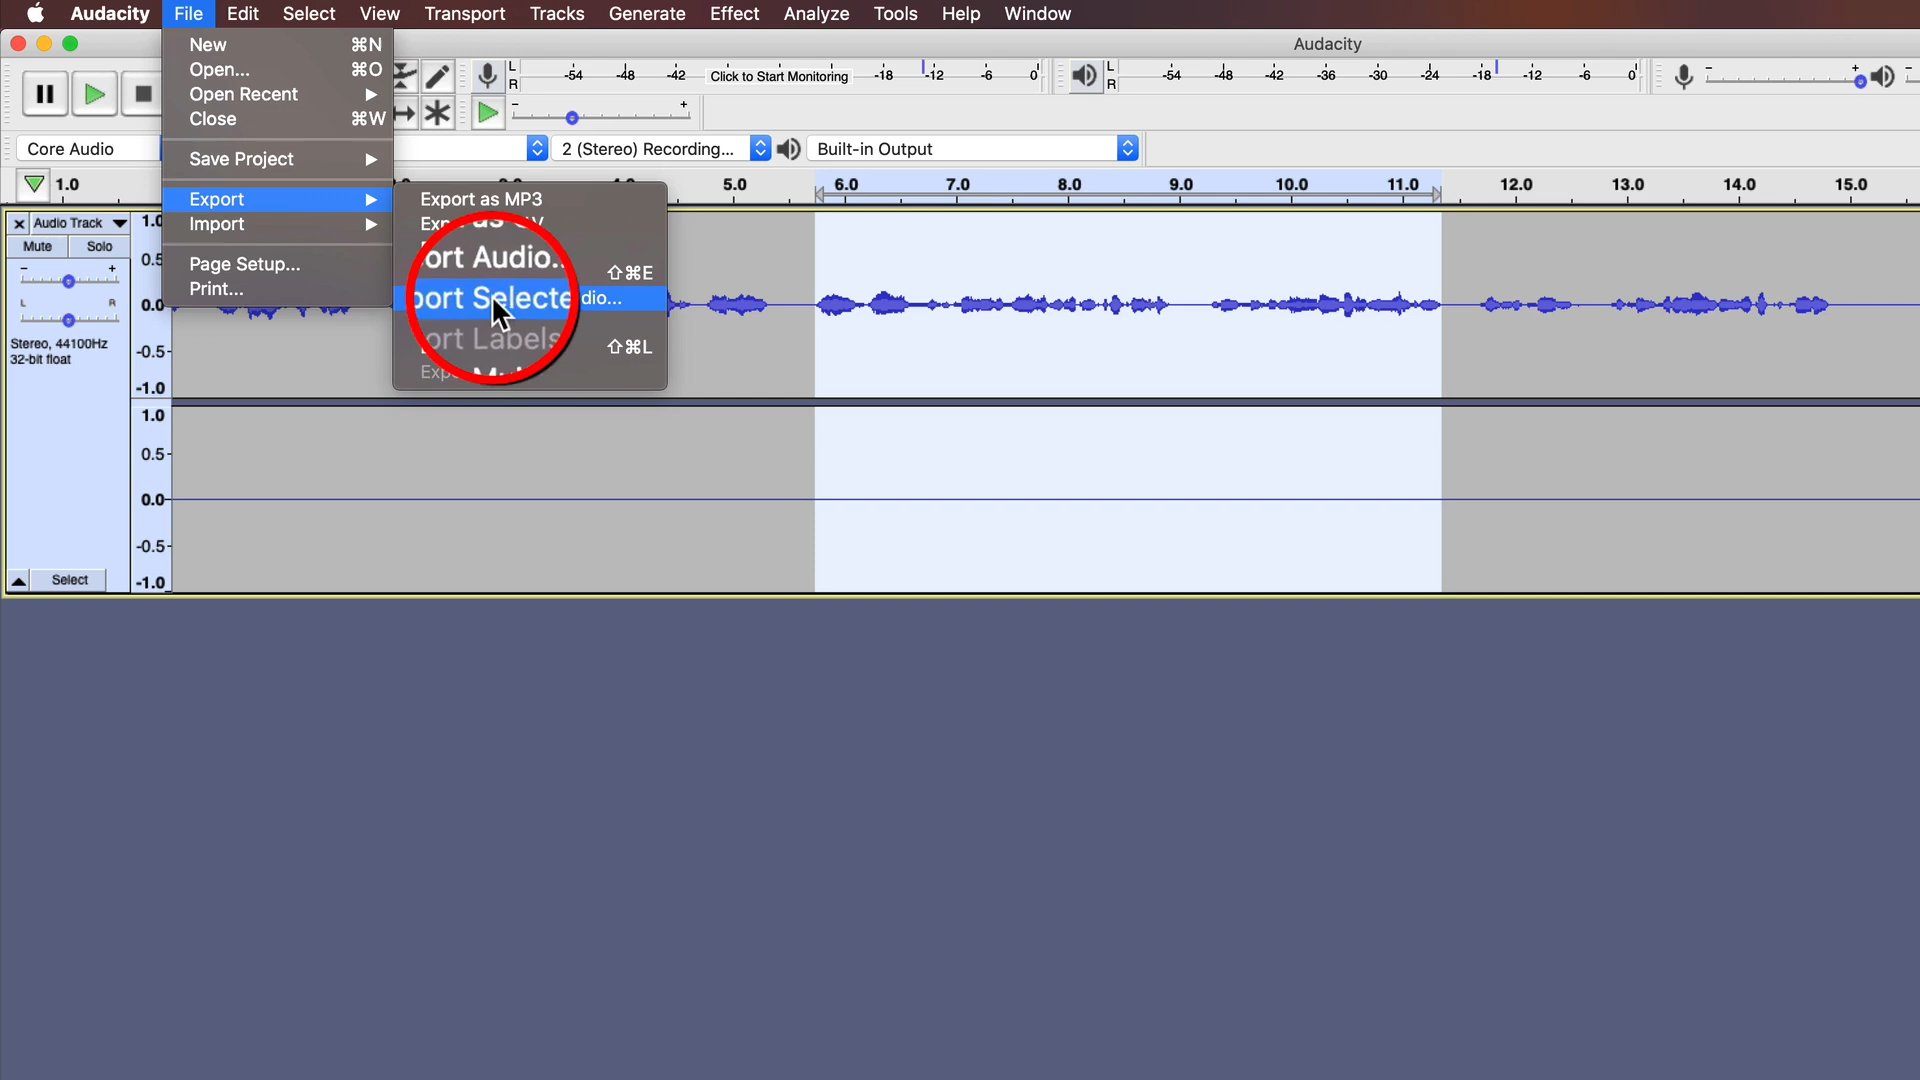 Audacity File Edit Select View Transport Tracks Generate Effect Analyze Tools Help Window
Audacity
New ⌘N
Open... ⌘O
Open Recent ▶
Close ⌘W
Save Project ▶
Export ▶
Import ▶
Page Setup...
Print...
Export as MP3
as
ort Audio.. ⇧⌘E
port Selecte dio...
ort Labels ⇧⌘L
L
R
-54 -48 -42 Click to Start Monitoring -18 -12 -6 0
L
R
-54 -48 -42 -36 -30 -24 -18 -12 -6 0
- +
- +
Core Audio
2 (Stereo) Recording...
Built-in Output
1.0 5.0 6.0 7.0 8.0 9.0 10.0 11.0 12.0 13.0 14.0 15.0
Audio Track
Mute Solo
- +
L R
Stereo, 44100Hz
32-bit float
Select
1.0
0.5
0.0
-0.5
-1.0
1.0
0.5
0.0
-0.5
-1.0